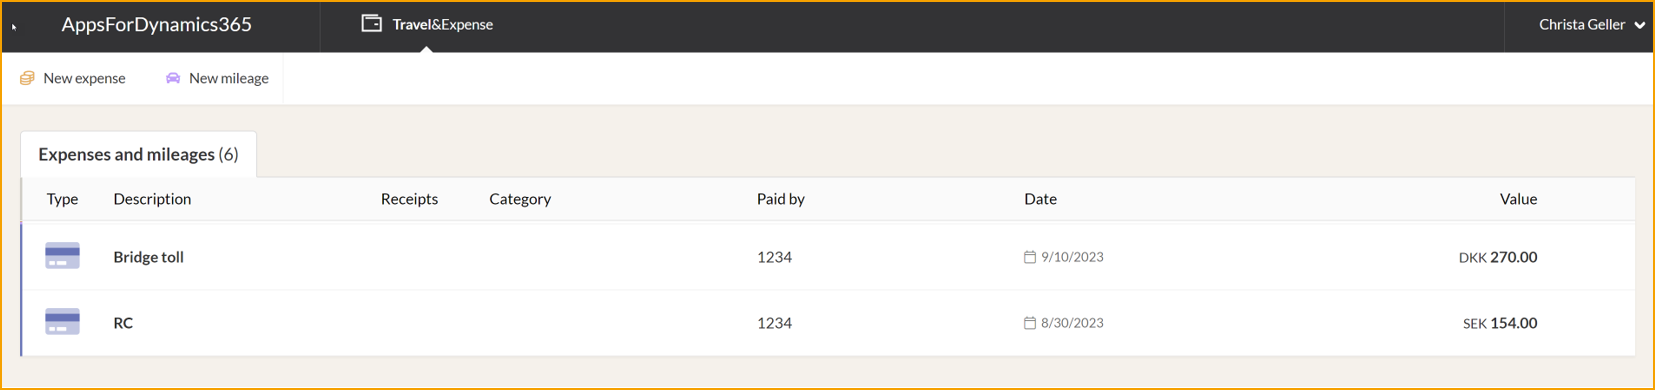 AppsForDynamics365 Travel&Expense Christa Geller
New expense New mileage
Expenses and mileages (6)
Type Description Receipts Category Paid by Date Value
Bridge toll 1234 9/10/2023 DKK 270.00
RC 1234 8/30/2023 SEK 154.00